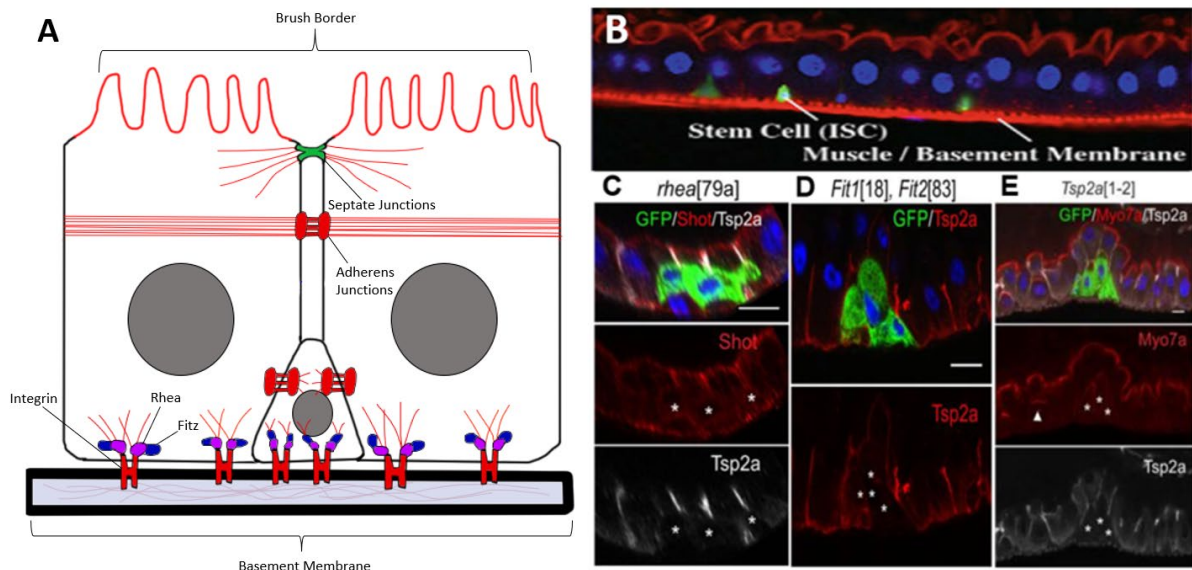 A
Brush Border
Septate Junctions
Adherens
Junctions
Integrin
Rhea
Fitz
Basement Membrane
B
Stem Cell (ISC)
Muscle / Basement Membrane
C
rhea[79a]
GFP/Shot/Tsp2a
Shot
* * *
Tsp2a
* * *
D
Fit1[18], Fit2[83]
GFP/Tsp2a
Tsp2a
* * * *
E
Tsp2a[1-2]
GFP/Myo7a/Tsp2a
Myo7a
* * *
Tsp2a
* * *